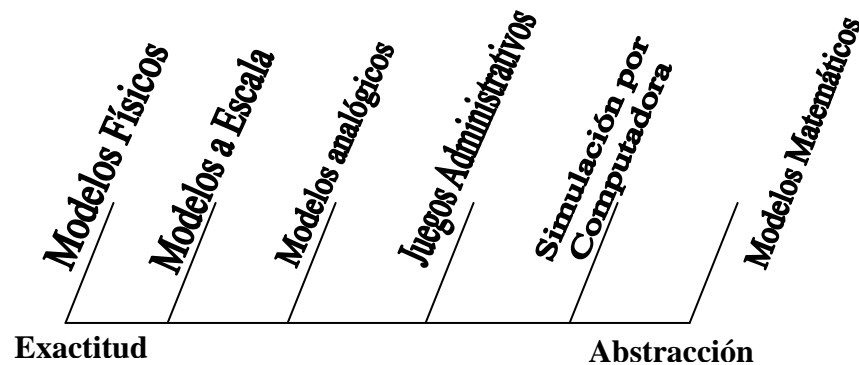 Modelos Físicos
Modelos a Escala
Modelos analógicos
Juegos Administrativos
Simulación por
Computadora
Modelos Matemáticos
Exactitud
Abstracción